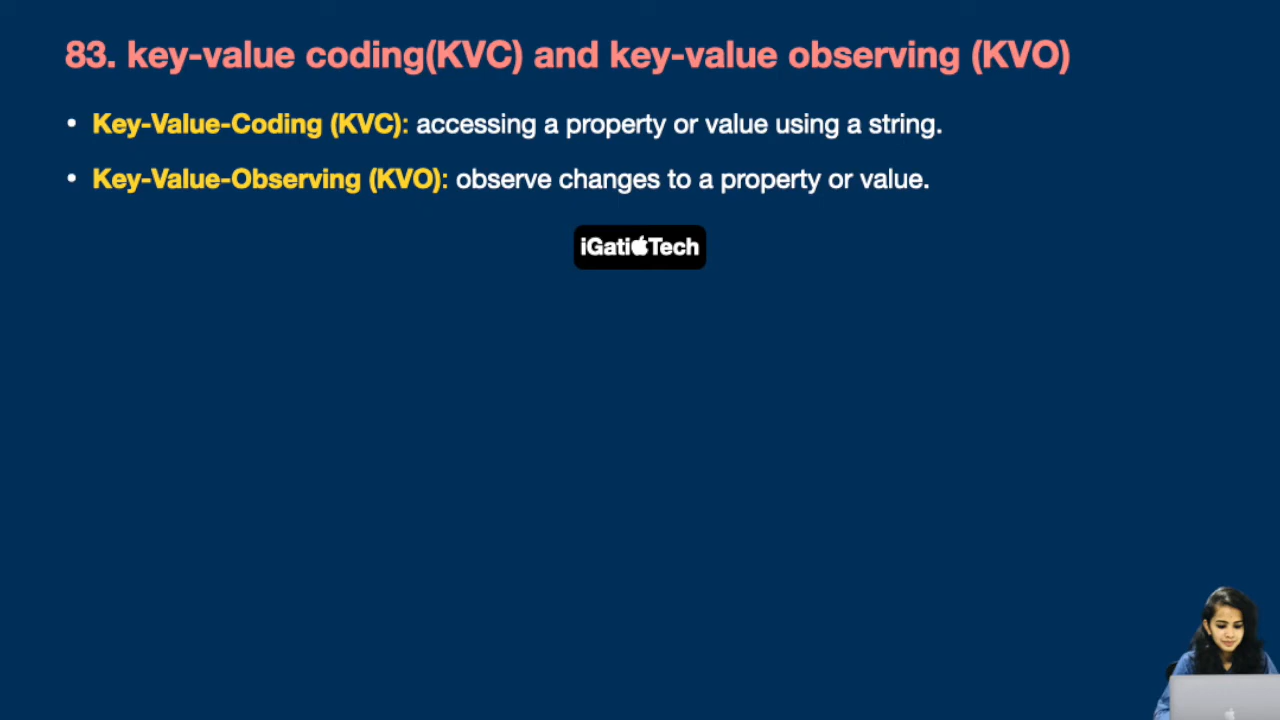 83. key-value coding(KVC) and key-value observing (KVO)
• Key-Value-Coding (KVC): accessing a property or value using a string.
• Key-Value-Observing (KVO): observe changes to a property or value.
iGatiTech